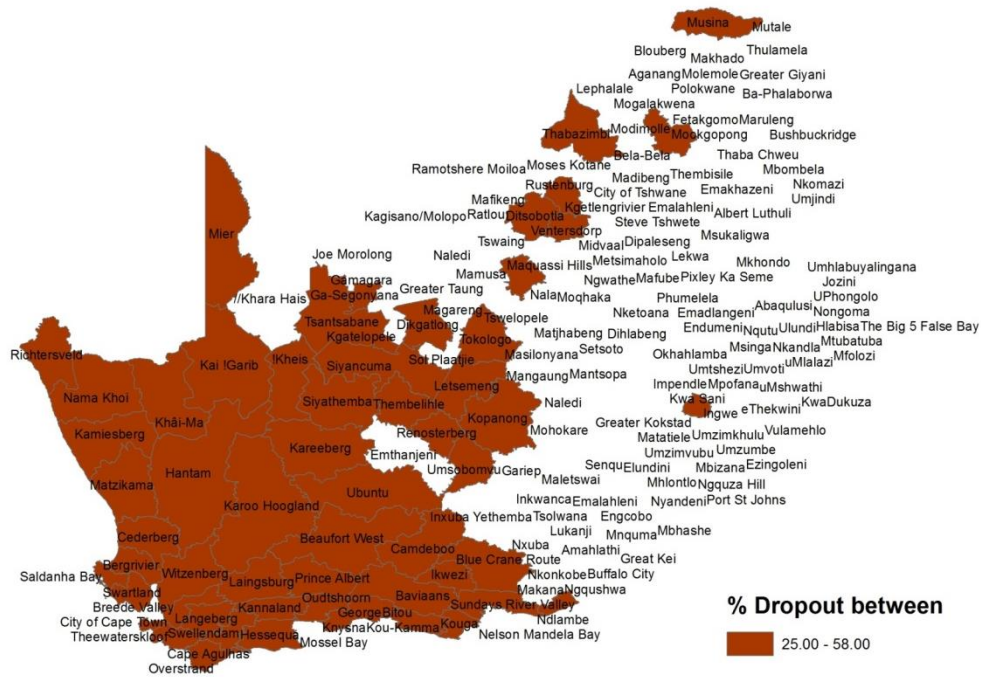 Musina
Mutale
Blouberg
Thulamela
Makhado
Aganang
Molemole
Greater Giyani
Lephalale
Polokwane
Ba-Phalaborwa
Mogalakwena
Fetakgomo
Maruleng
Thabazimbi
Modimolle
Mookgopong
Bushbuckridge
Bela-Bela
Thaba Chweu
Ramotshere Moiloa
Moses Kotane
Madibeng
Thembisile
Mbombela
Rustenburg
City of Tshwane
Emakhazeni
Nkomazi
Umjindi
Mafikeng
Kagisano/Molopo
Ratlou
Ditsobotla
Kgetlengrivier
Emalahleni
Albert Luthuli
Steve Tshwete
Ventersdorp
Msukaligwa
Mier
Tswaing
Midvaal
Dipaleseng
Joe Morolong
Naledi
Maquassi Hills
Metsimaholo
Lekwa
Mkhondo
Umhlabuyalingana
Gamagara
Mamusa
Ngwathe
Mafube
Pixley Ka Seme
Jozini
//Khara Hais
Ga-Segonyana
Greater Taung
Nala
Moqhaka
Phumelela
UPhongolo
Tsantsabane
Magareng
Tswelopele
Nketoana
Emadlangeni
Abaqulusi
Nongoma
Richtersveld
Kgatelopele
Dikgatlong
Tokologo
Matjhabeng
Dihlabeng
Endumeni
Nqutu
Ulundi
Hlabisa
The Big 5 False Bay
Kai !Garib
!Kheis
Siyancuma
Sol Plaatjie
Masilonyana
Setsoto
Okhahlamba
Msinga
Nkandla
Mtubatuba
Mfolozi
Nama Khoi
Letsemeng
Mangaung
Mantsopa
Umtshezi
Umvoti
uMlalazi
Siyathemba
Thembelihle
Naledi
Impendle
Mpofana
uMshwathi
Kwa Sani
KwaDukuza
Kamiesberg
Khâi-Ma
Kopanong
Ingwe
eThekwini
Kareeberg
Renosterberg
Mohokare
Greater Kokstad
Vulamehlo
Matatiele
Umzimkhulu
Hantam
Emthanjeni
Umzimvubu
Umzumbe
Matzikama
Umsobomvu
Gariep
Senqu
Elundini
Mbizana
Ezingoleni
Ubuntu
Maletswai
Mhlontlo
Ngquza Hill
Karoo Hoogland
Inkwanca
Emalahleni
Nyandeni
Port St Johns
Inxuba Yethemba
Tsolwana
Engcobo
Cederberg
Beaufort West
Lukanji
Mnquma
Mbhashe
Camdeboo
Nxuba
Amahlathi
Bergrivier
Blue Crane Route
Great Kei
Saldanha Bay
Witzenberg
Laingsburg
Prince Albert
Ikwezi
Nkonkobe
Buffalo City
Swartland
Oudtshoorn
Baviaans
Makana
Ngqushwa
Breede Valley
Kannaland
Sundays River Valley
City of Cape Town
Langeberg
George
Bitou
Kouga
Ndlambe
Theewaterskloof
Swellendam
Hessequa
Knysna
Kou-Kamma
Nelson Mandela Bay
Mossel Bay
Cape Agulhas
Overstrand
% Dropout between
25.00 - 58.00